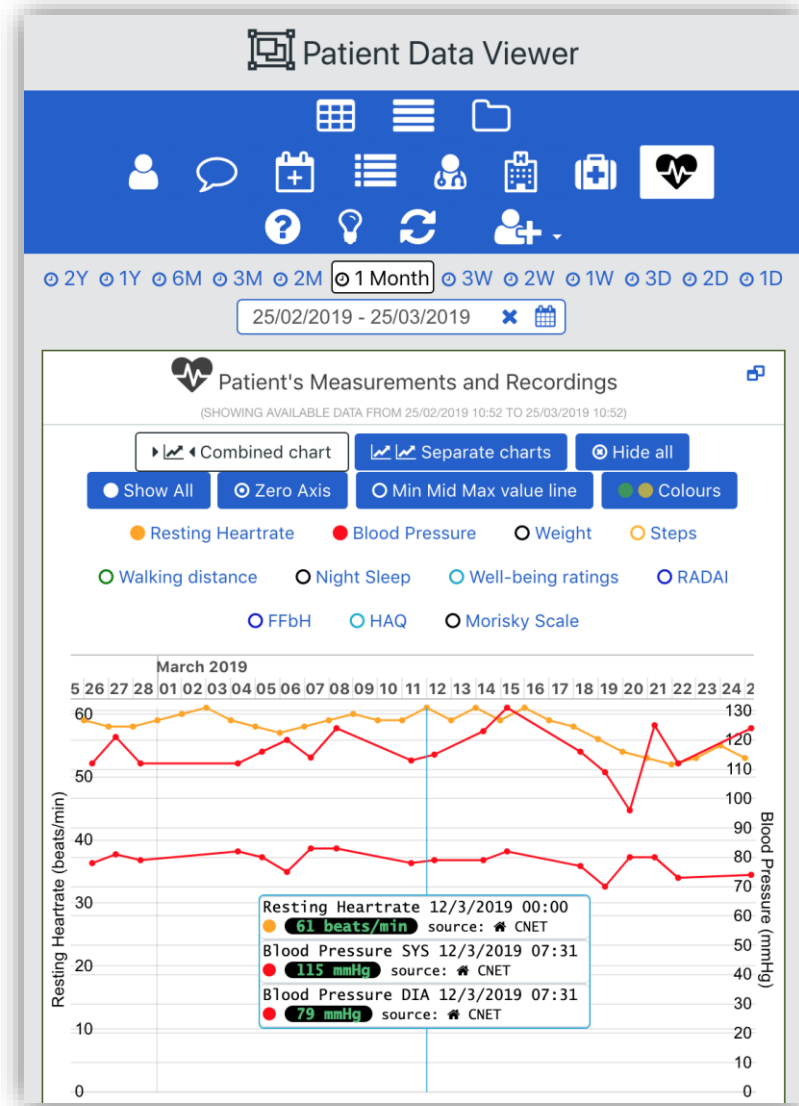 Patient Data Viewer
2Y 1Y 6M 3M 2M 1 Month 3W 2W 1W 3D 2D 1D
25/02/2019 - 25/03/2019
Patient's Measurements and Recordings
(SHOWING AVAILABLE DATA FROM 25/02/2019 10:52 TO 25/03/2019 10:52)
Combined chart Separate charts Hide all
Show All Zero Axis Min Mid Max value line Colours
Resting Heartrate Blood Pressure Weight Steps
Walking distance Night Sleep Well-being ratings RADAI
FFbH HAQ Morisky Scale
March 2019
5 26 27 28 01 02 03 04 05 06 07 08 09 10 11 12 13 14 15 16 17 18 19 20 21 22 23 24 2
60 130
120
50 110
100
40 90
80
30 70
60
20 50
40
10 30
20
10
0 0
Resting Heartrate (beats/min)
Blood Pressure (mmHg)
Resting Heartrate 12/3/2019 00:00
61 beats/min source: CNET
Blood Pressure SYS 12/3/2019 07:31
115 mmHg source: CNET
Blood Pressure DIA 12/3/2019 07:31
79 mmHg source: CNET